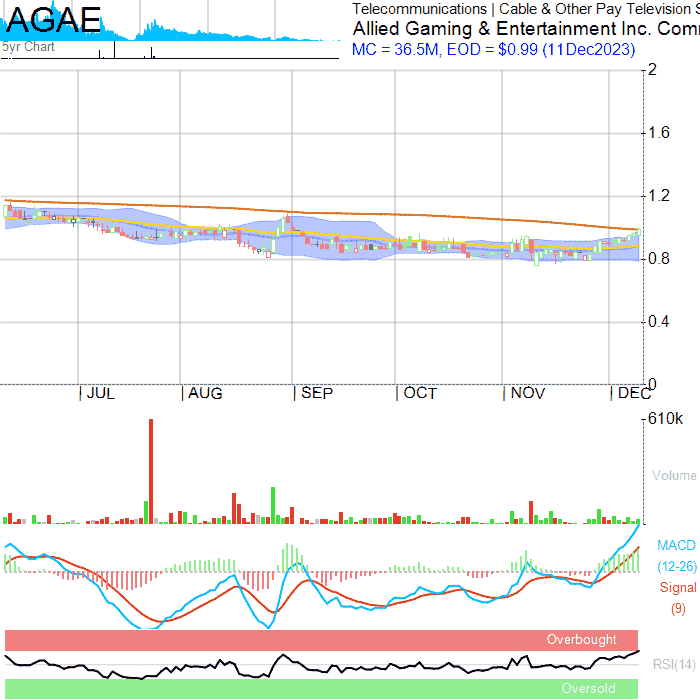 AGAE
5yr Chart
Telecommunications | Cable & Other Pay Television S
Allied Gaming & Entertainment Inc. Com
MC = 36.5M, EOD = $0.99 (11Dec2023)
2
1.6
1.2
0.8
0.4
0
| JUL | AUG | SEP | OCT | NOV | DEC
610k
Volume
MACD
(12-26)
Signal
(9)
Overbought
RSI(14)
Oversold